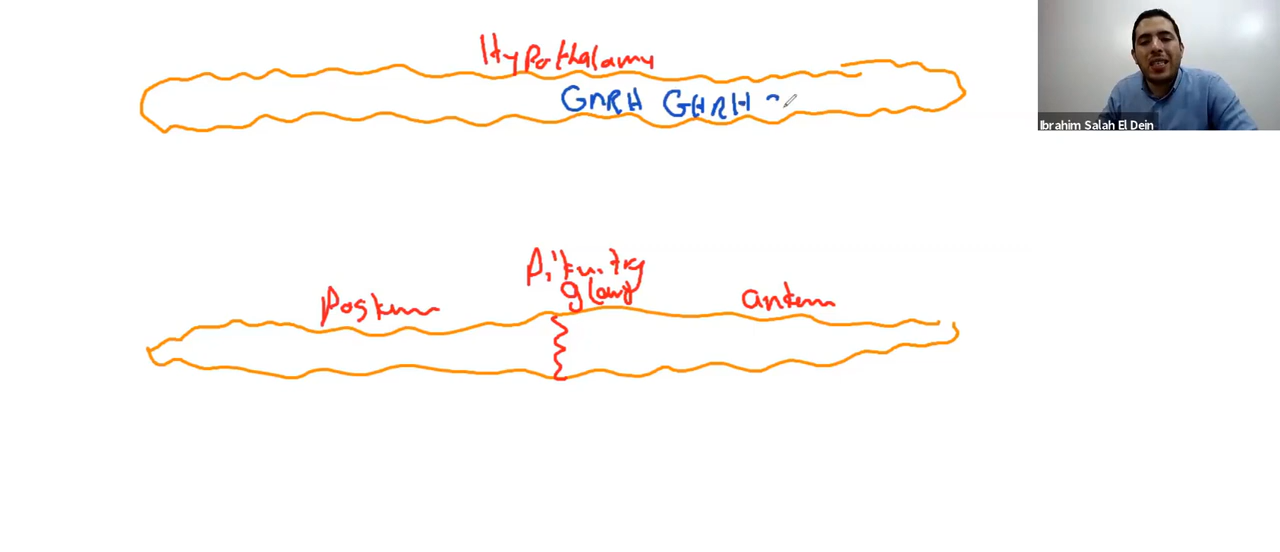 Hypothalamus
GnRH GHRH
Ibrahim Salah El Dein
Pituitary
gland
Posterior
anterior